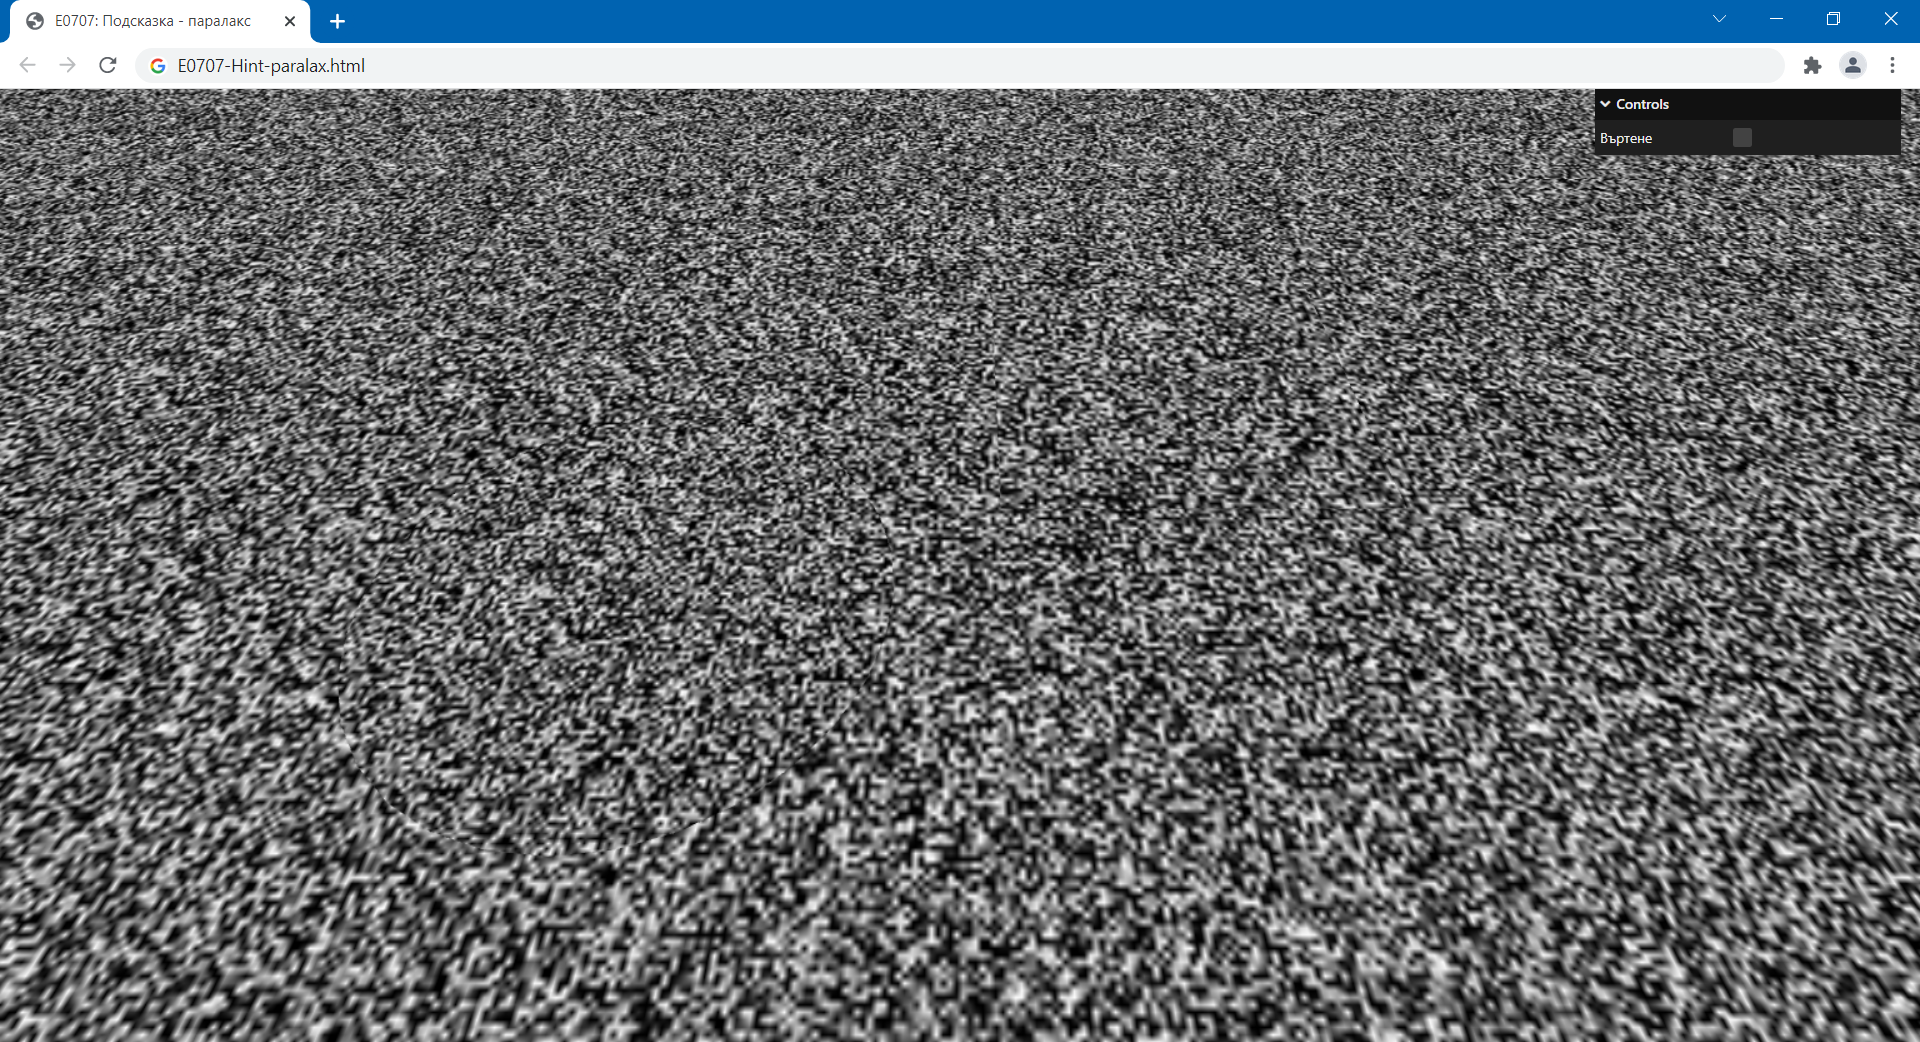 E0707: Подсказка - паралакс
E0707-Hint-paralax.html
Controls
Въртене